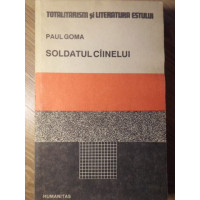 TOTALITARISM și LITERATURA ESTULUI
PAUL GOMA
SOLDATUL CÎINELUI
HUMANITAS